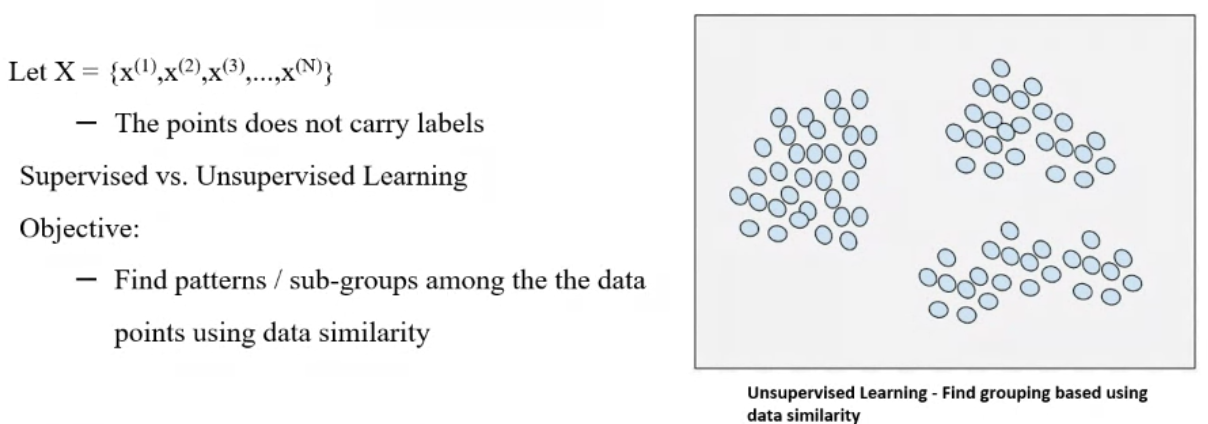 Let X = {x⁽¹⁾,x⁽²⁾,x⁽³⁾,...,x⁽ᴺ⁾}
— The points does not carry labels
Supervised vs. Unsupervised Learning
Objective:
— Find patterns / sub-groups among the the data
points using data similarity
Unsupervised Learning - Find grouping based using
data similarity